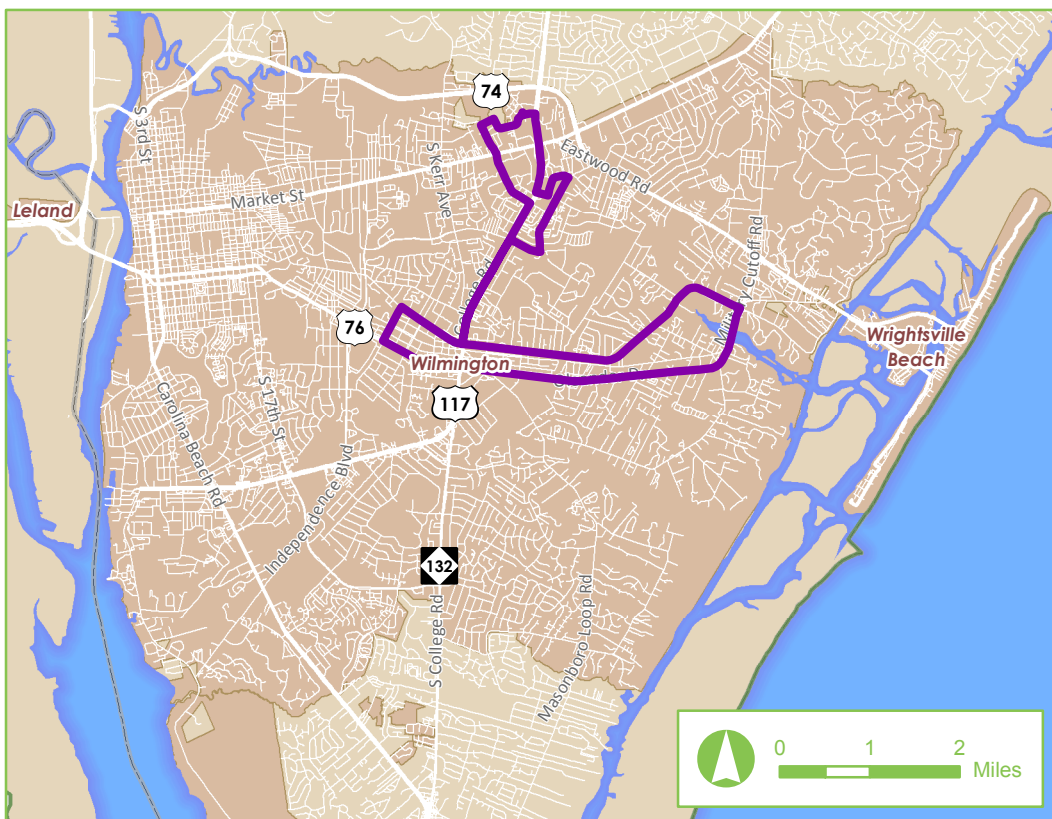 74
S 3rd St
S Kerr Ave
Eastwood Rd
Market St
Leland
Military Cutoff Rd
College Rd
76
Wrightsville
Beach
Wilmington
117
S 17th St
Carolina Beach Rd
Independence Blvd
132
S College Rd
Masonboro Loop Rd
0 1 2
Miles